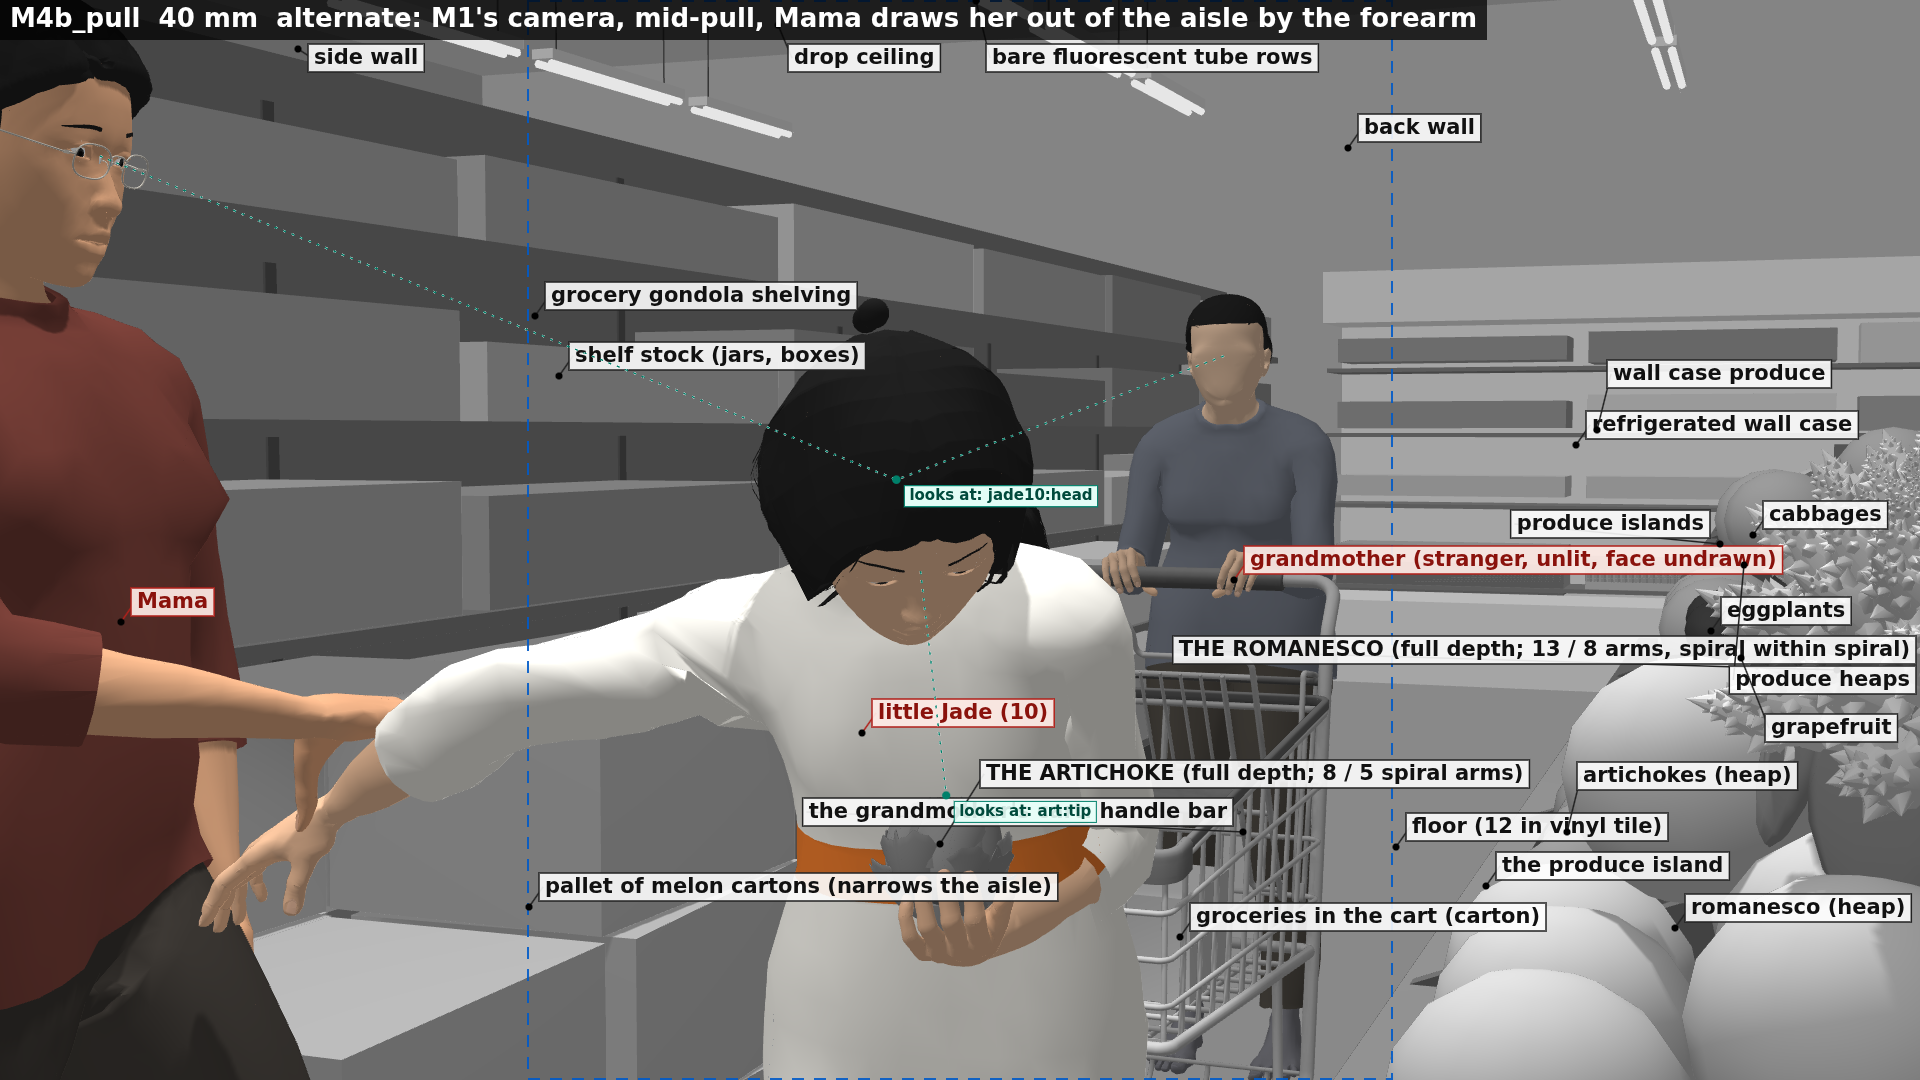 M4b_pull 40 mm alternate: M1's camera, mid-pull, Mama draws her out of the aisle by the forearm
side wall
drop ceiling
bare fluorescent tube rows
back wall
grocery gondola shelving
shelf stock (jars, boxes)
wall case produce
refrigerated wall case
looks at: jade10:head
cabbages
produce islands
grandmother (stranger, unlit, face undrawn)
Mama
eggplants
THE ROMANESCO (full depth; 13 / 8 arms, spiral within spiral)
produce heaps
little Jade (10)
grapefruit
THE ARTICHOKE (full depth; 8 / 5 spiral arms)
artichokes (heap)
the grandmo
looks at: art:tip
handle bar
floor (12 in vinyl tile)
the produce island
pallet of melon cartons (narrows the aisle)
romanesco (heap)
groceries in the cart (carton)